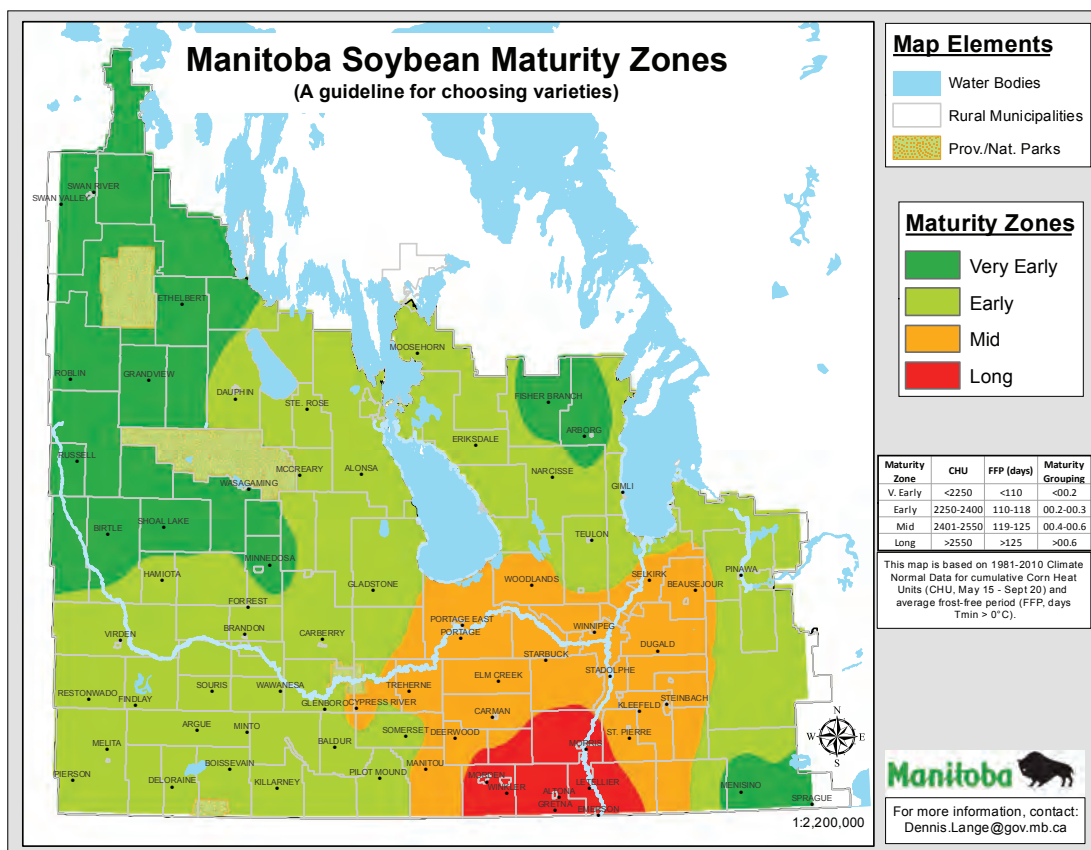 Manitoba Soybean Maturity Zones
(A guideline for choosing varieties)
SWAN RIVER
SWAN VALLEY
ETHELBERT
MOOSEHORN
ROBLIN
GRANDVIEW
DAUPHIN
STE. ROSE
FISHER BRANCH
ARBORG
ERIKSDALE
RUSSELL
MCCREARY
ALONSA
NARCISSE
WASAGAMING
GIMLI
SHOAL LAKE
BIRTLE
TEULON
MINNEDOSA
HAMIOTA
GLADSTONE
WOODLANDS
SELKIRK
BEAUSEJOUR
PINAWA
FORREST
VIRDEN
BRANDON
CARBERRY
PORTAGE EAST
PORTAGE
WINNIPEG
DUGALD
STARBUCK
STADOLPHE
RESTONWADO
FINDLAY
SOURIS
WAWANESA
TREHERNE
ELM CREEK
GLENBORO
CYPRESS RIVER
STEINBACH
KLEEFELD
CARMAN
ARGUE
MINTO
SOMERSET
DEERWOOD
ST. PIERRE
MELITA
BALDUR
MORRIS
BOISSEVAIN
MANITOU
PIERSON
DELORAINE
KILLARNEY
PILOT MOUND
MORDEN
WINKLER
ALTONA
LETELLIER
GRETNA
EMERSON
MENISINO
SPRAGUE
N
W
E
S
1:2,200,000
Map Elements
Water Bodies
Rural Municipalities
Prov./Nat. Parks
Maturity Zones
Very Early
Early
Mid
Long
Maturity Zone CHU FFP (days) Maturity Grouping
V. Early <2250 <110 <00.2
Early 2250-2400 110-118 00.2-00.3
Mid 2401-2550 119-125 00.4-00.6
Long >2550 >125 >00.6
This map is based on 1981-2010 Climate
Normal Data for cumulative Corn Heat
Units (CHU, May 15 - Sept 20) and
average frost-free period (FFP, days
Tmin > 0°C).
Manitoba
For more information, contact:
Dennis.Lange@gov.mb.ca